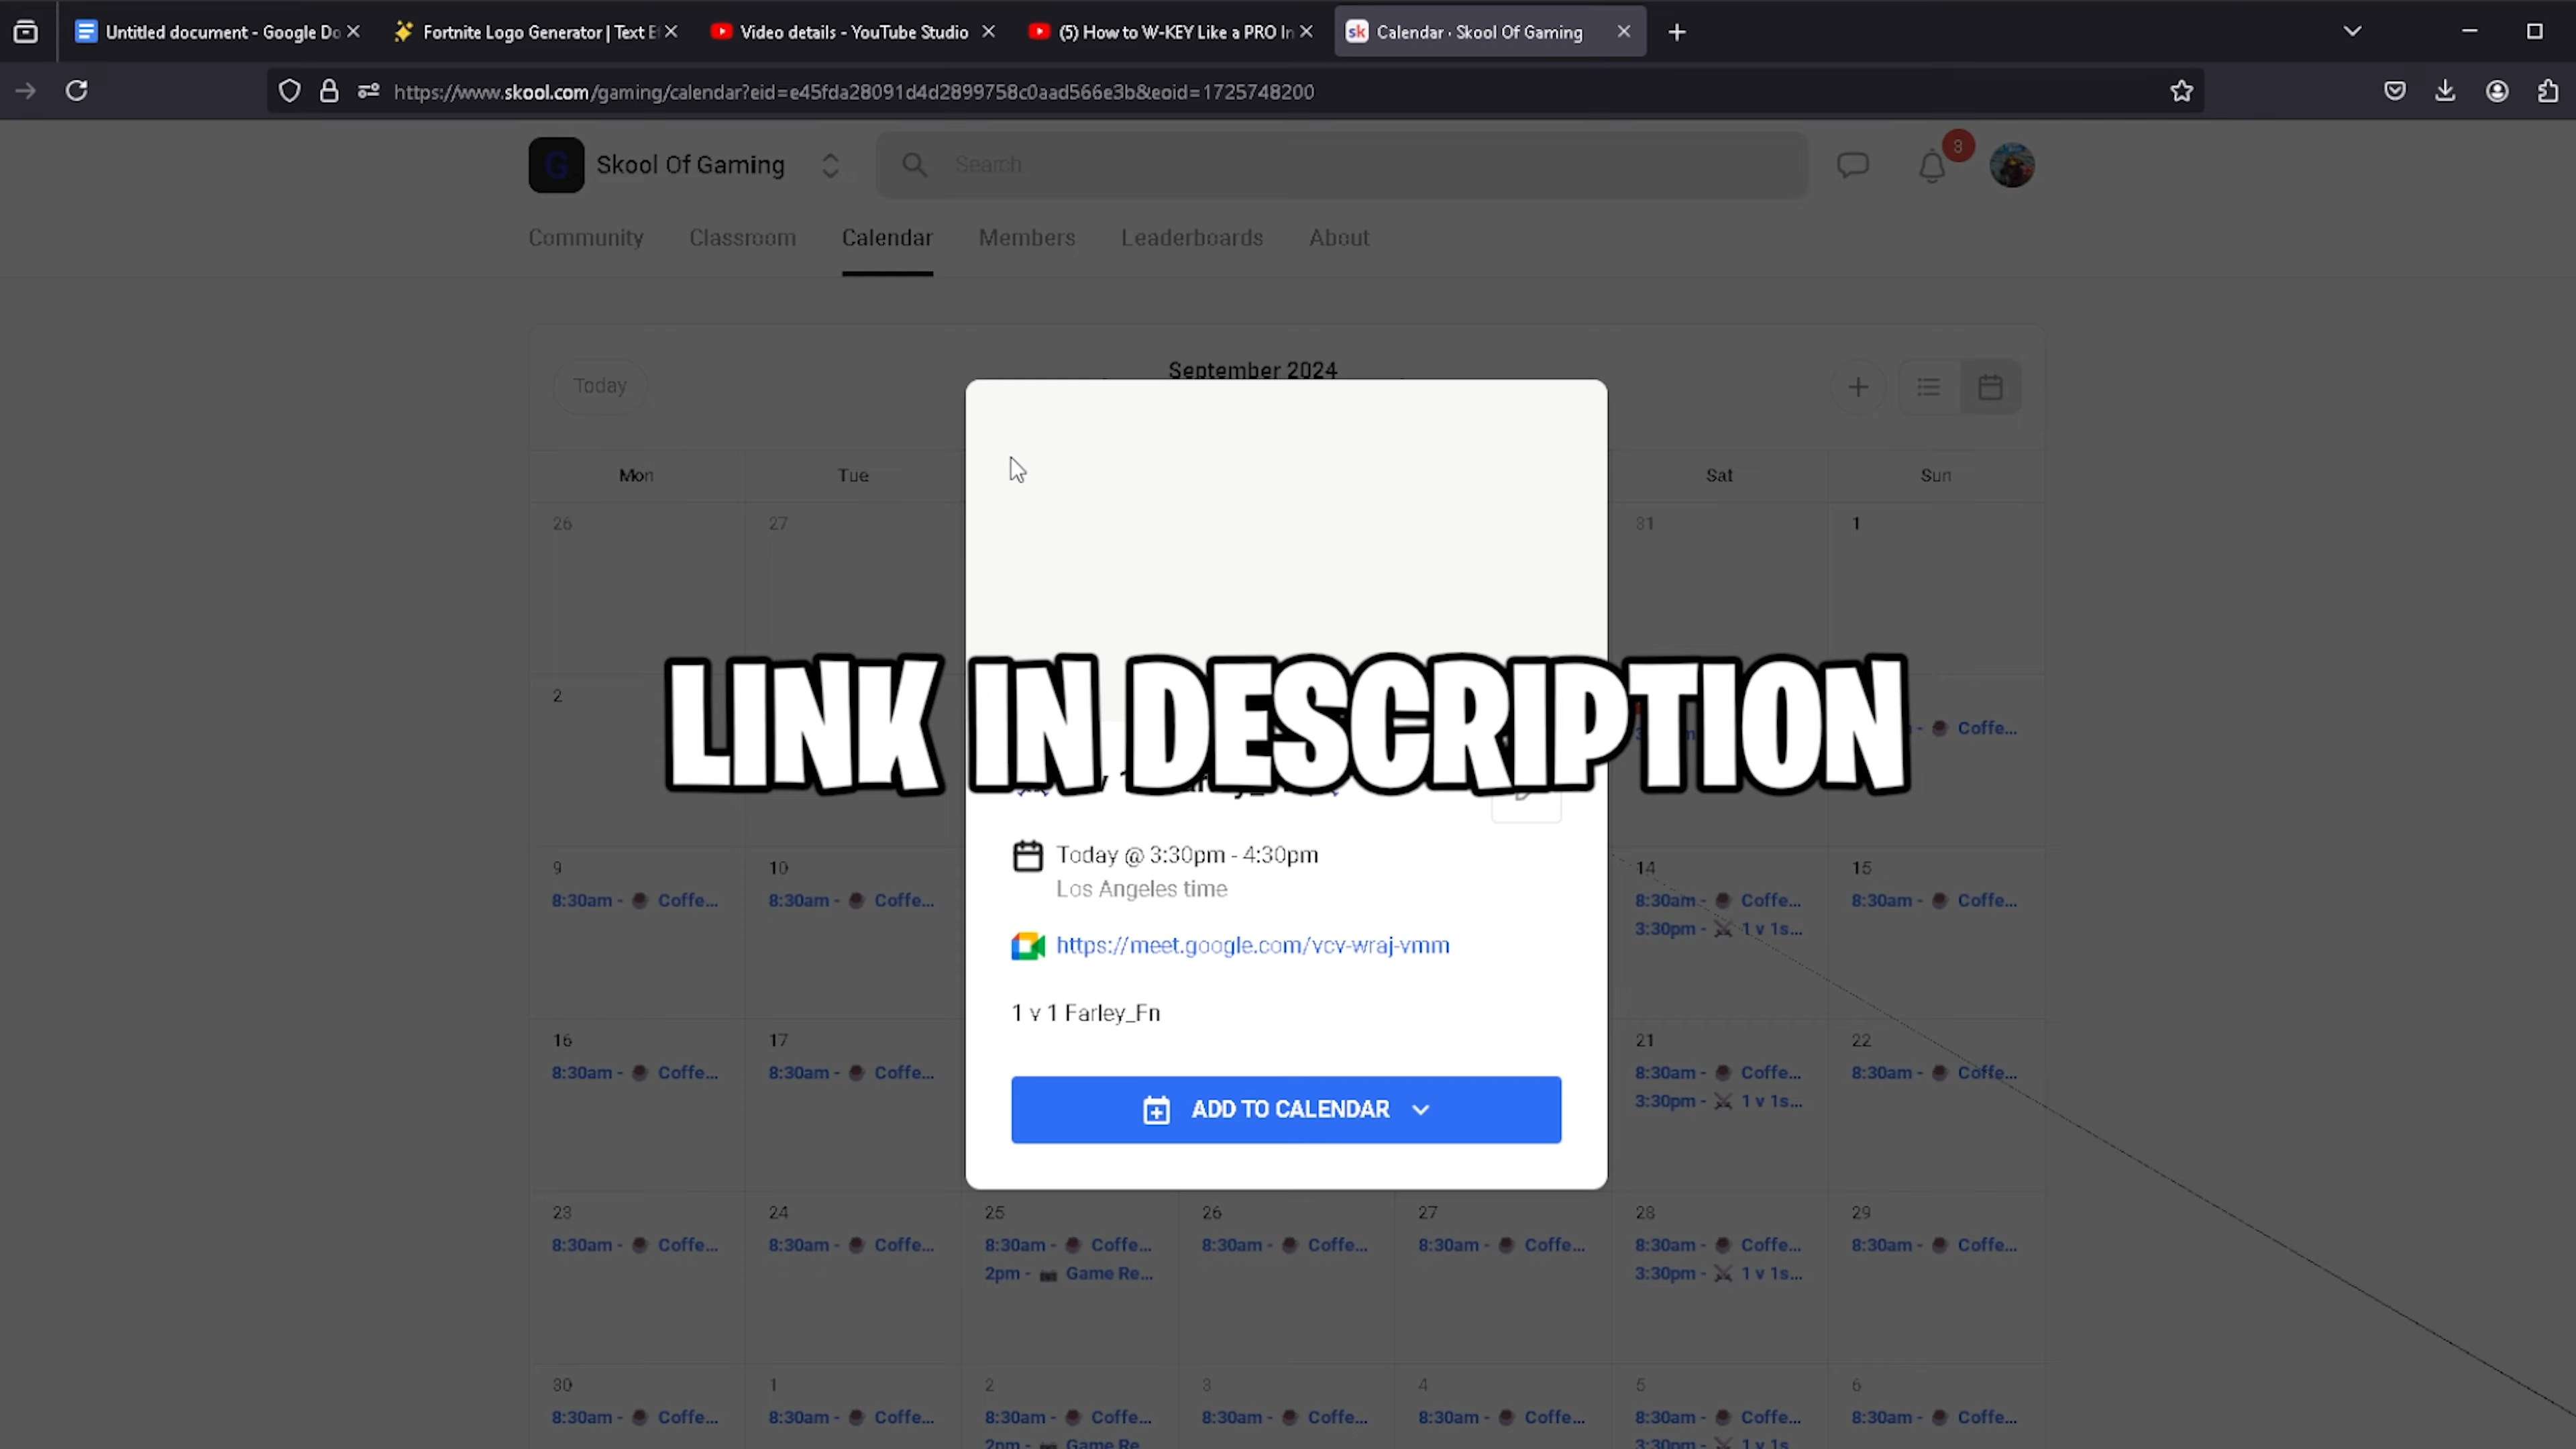 Untitled document - Google Do
Fortnite Logo Generator | Text Ef
Video details - YouTube Studio
(5) How to W-KEY Like a PRO In
Calendar · Skool Of Gaming
https://www.skool.com/gaming/calendar?eid=e45fda28091d4d2899758c0aad566e3b&eoid=1725748200
G
Skool Of Gaming
Search
3
Community
Classroom
Calendar
Members
Leaderboards
About
Today
September 2024
Mon
Tue
Sat
Sun
26
27
31
1
2
LINK IN DESCRIPTION
Coffe...
Today @ 3:30pm - 4:30pm
Los Angeles time
https://meet.google.com/vcv-wraj-vmm
1 v 1 Farley_Fn
ADD TO CALENDAR
9
10
14
15
8:30am - Coffe...
8:30am - Coffe...
8:30am - Coffe...
8:30am - Coffe...
3:30pm - 1 v 1s...
16
17
21
22
8:30am - Coffe...
8:30am - Coffe...
8:30am - Coffe...
8:30am - Coffe...
3:30pm - 1 v 1s...
23
24
25
26
27
28
29
8:30am - Coffe...
8:30am - Coffe...
8:30am - Coffe...
8:30am - Coffe...
8:30am - Coffe...
8:30am - Coffe...
8:30am - Coffe...
2pm - Game Re...
3:30pm - 1 v 1s...
30
1
2
3
4
5
6
8:30am - Coffe...
8:30am - Coffe...
8:30am - Coffe...
8:30am - Coffe...
8:30am - Coffe...
8:30am - Coffe...
8:30am - Coffe...
2pm - Game Re
3:30pm - 1 v 1s...